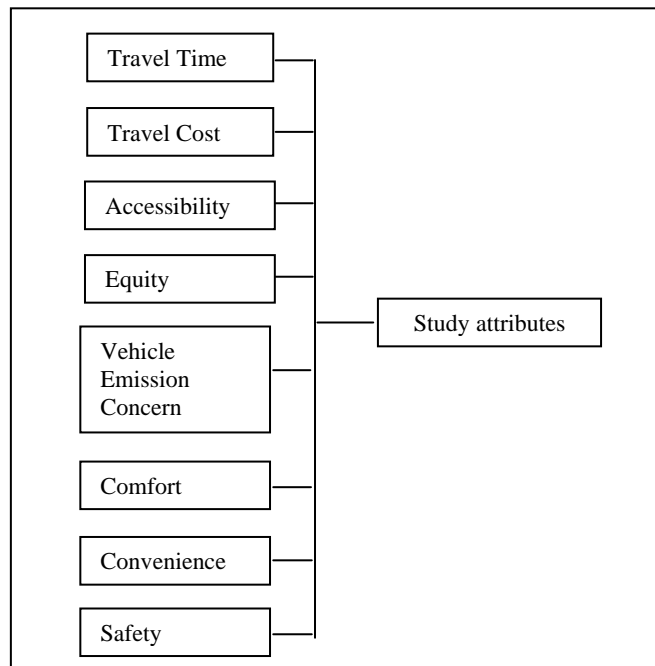 Travel Time
Travel Cost
Accessibility
Equity
Study attributes
Vehicle
Emission
Concern
Comfort
Convenience
Safety